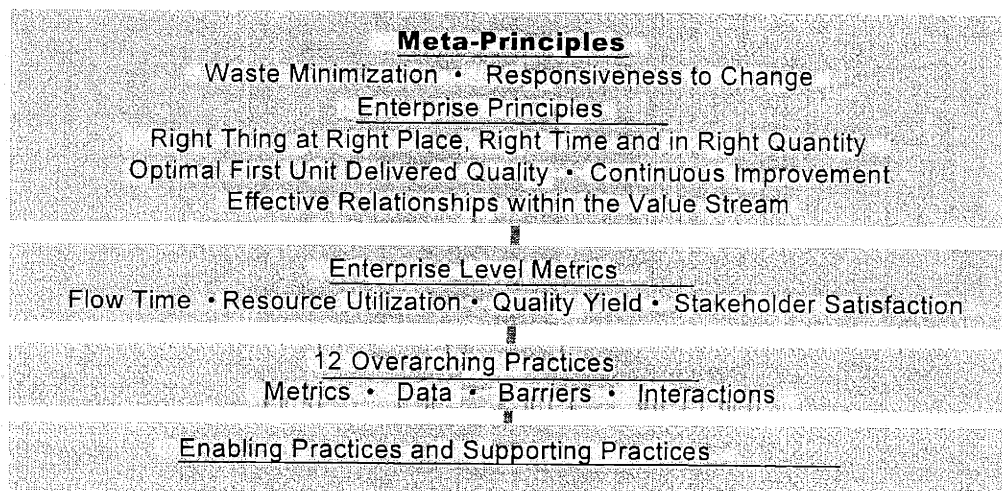 Meta-Principles
Waste Minimization • Responsiveness to Change
Enterprise Principles
Right Thing at Right Place, Right Time and in Right Quantity
Optimal First Unit Delivered Quality • Continuous Improvement
Effective Relationships within the Value Stream
Enterprise Level Metrics
Flow Time • Resource Utilization • Quality Yield • Stakeholder Satisfaction
12 Overarching Practices
Metrics • Data • Barriers • Interactions
Enabling Practices and Supporting Practices